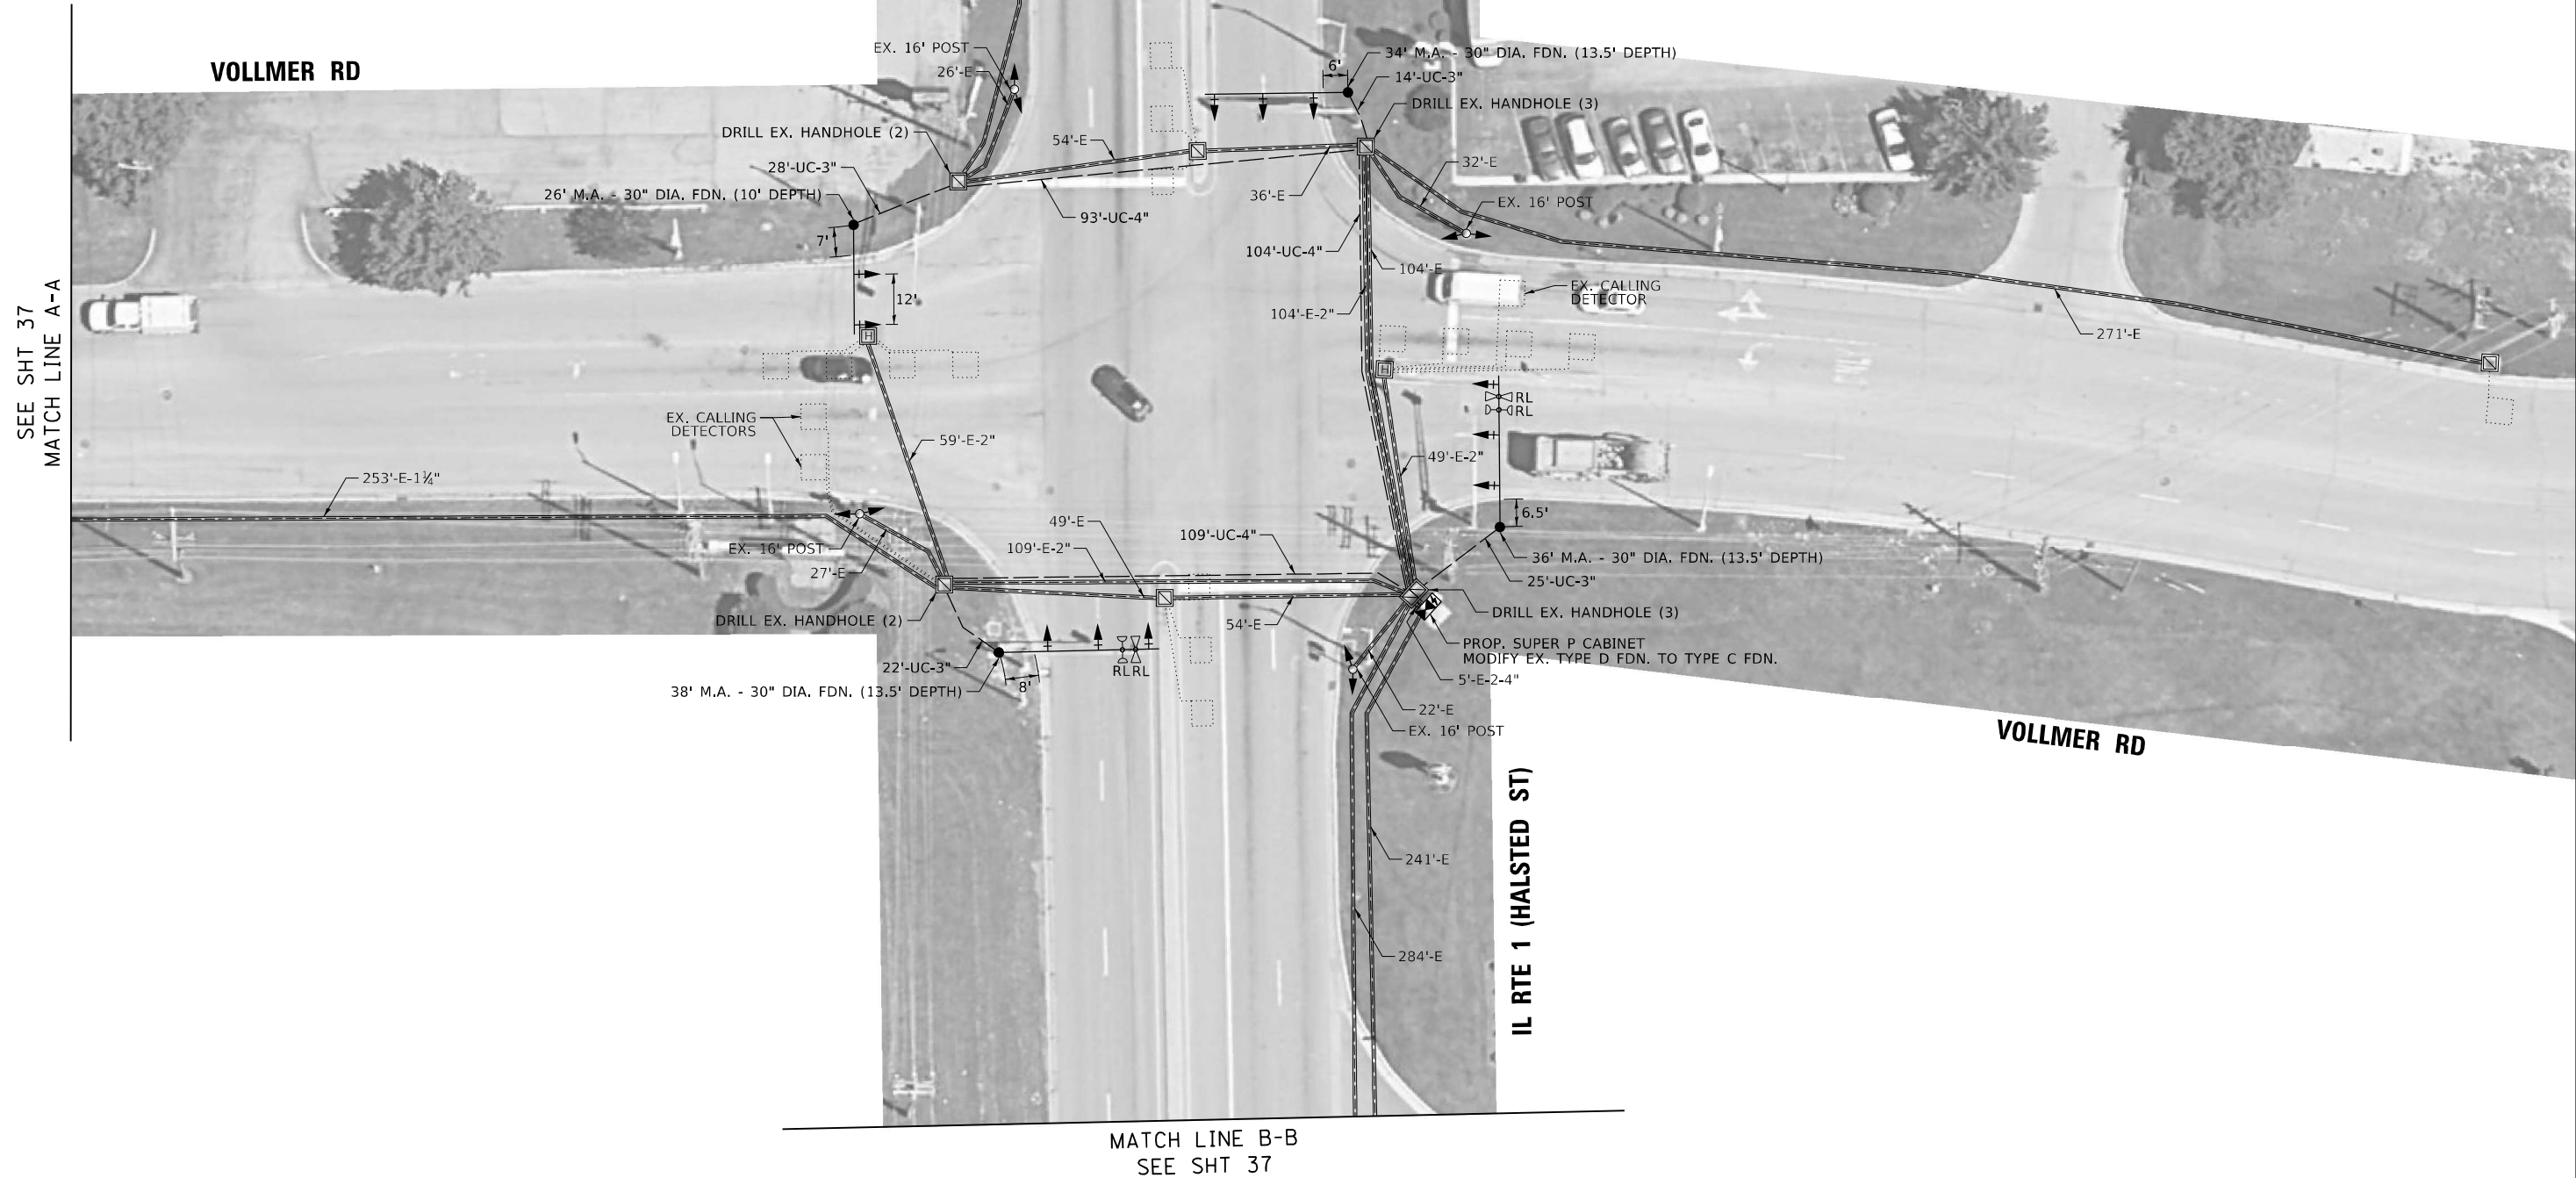 VOLLMER RD
EX. 16' POST
26'-E
DRILL EX. HANDHOLE (2)
28'-UC-3"
26' M.A. - 30" DIA. FDN. (10' DEPTH)
7'
12'
54'-E
93'-UC-4"
6'
34' M.A. - 30" DIA. FDN. (13.5' DEPTH)
14'-UC-3"
DRILL EX. HANDHOLE (3)
36'-E
32'-E
EX. 16' POST
104'-UC-4"
104'-E
104'-E-2"
EX. CALLING
DETECTOR
271'-E
SEE SHT 37
MATCH LINE A-A
EX. CALLING
DETECTORS
59'-E-2"
253'-E-1¼"
H
H
RL
RL
49'-E-2"
6.5'
36' M.A. - 30" DIA. FDN. (13.5' DEPTH)
25'-UC-3"
49'-E
109'-E-2"
109'-UC-4"
EX. 16' POST
27'-E
DRILL EX. HANDHOLE (2)
22'-UC-3"
38' M.A. - 30" DIA. FDN. (13.5' DEPTH)
8'
RLRL
54'-E
DRILL EX. HANDHOLE (3)
PROP. SUPER P CABINET
MODIFY EX. TYPE D FDN. TO TYPE C FDN.
5'-E-2-4"
22'-E
EX. 16' POST
VOLLMER RD
IL RTE 1 (HALSTED ST)
241'-E
284'-E
MATCH LINE B-B
SEE SHT 37